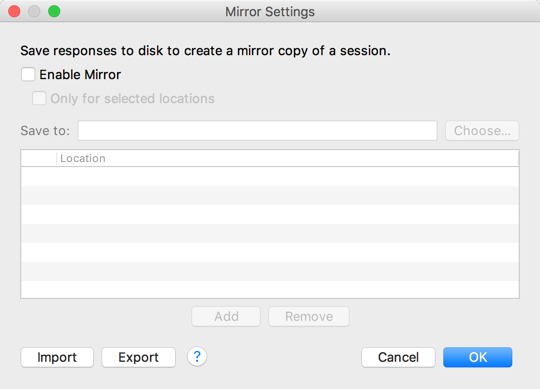 Mirror Settings
Save responses to disk to create a mirror copy of a session.
Enable Mirror
Only for selected locations
Save to:
Choose...
Location
Add
Remove
Import
Export
?
Cancel
OK